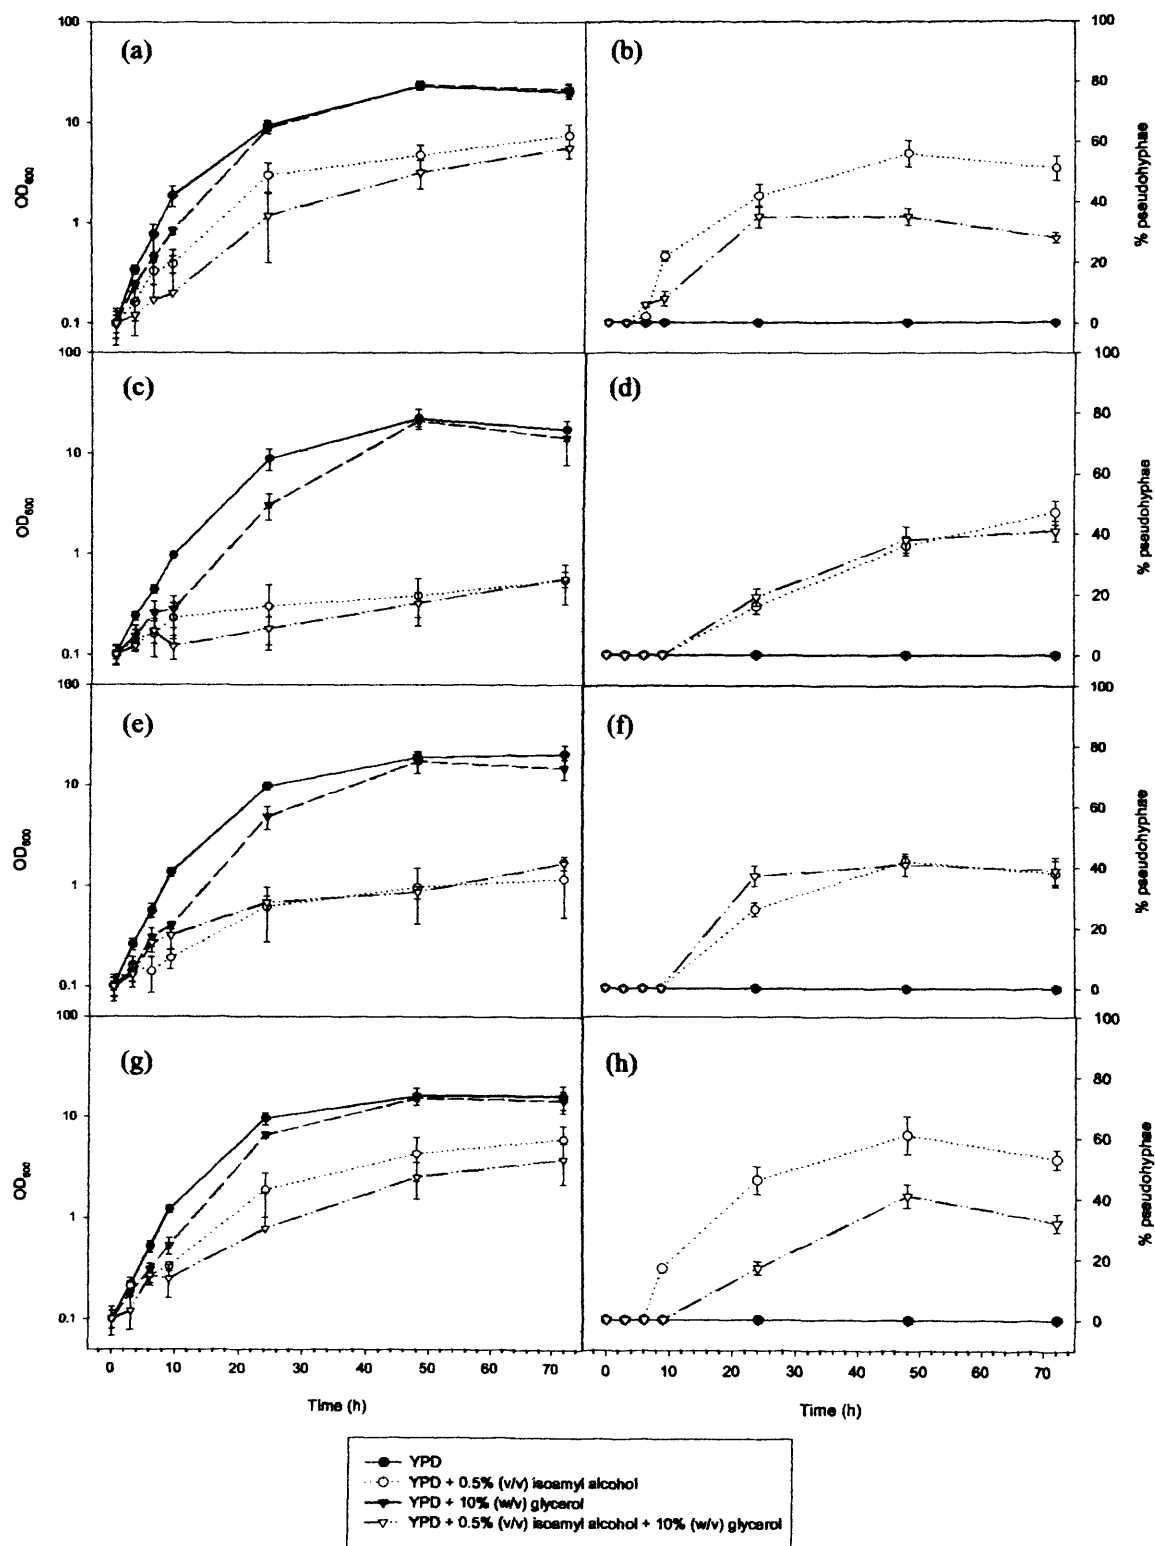 (a)
(b)
100
10
1
0.1
OD600
100
80
60
40
20
0
% pseudohyphae
(c)
(d)
100
10
1
0.1
OD600
100
80
60
40
20
0
% pseudohyphae
(e)
(f)
100
10
1
0.1
OD600
100
80
60
40
20
0
% pseudohyphae
(g)
(h)
100
10
1
0.1
OD600
100
80
60
40
20
0
% pseudohyphae
0 10 20 30 40 50 60 70
Time (h)
0 10 20 30 40 50 60 70
Time (h)
YPD
YPD + 0.5% (v/v) isoamyl alcohol
YPD + 10% (w/v) glycerol
YPD + 0.5% (v/v) isoamyl alcohol + 10% (w/v) glycerol